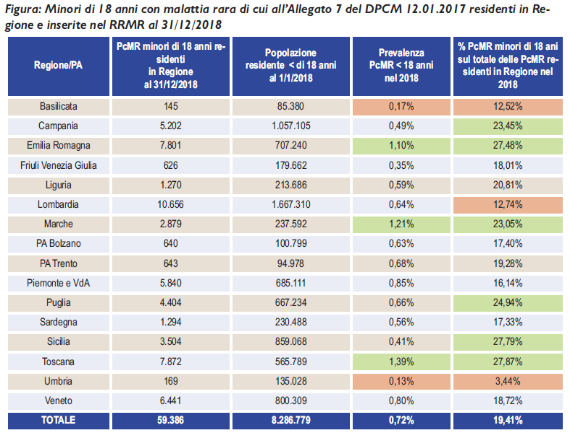 Figura: Minori di 18 anni con malattia rara di cui all'Allegato 7 del DPCM 12.01.2017 residenti in Re-
gione e inserite nel RRMR al 31/12/2018
Regione/PA PcMR minori di 18 anni re-sidenti in Regione al 31/12/2018 Popolazione residente < di 18 anni al 1/1/2018 Prevalenza PcMR < 18 anni nel 2018 % PcMR minori di 18 ani sul totale delle PcMR re-sidenti in Regione nel 2018
Basilicata 145 85.380 0,17% 12,52%
Campania 5.202 1.057.105 0,49% 23,45%
Emilia Romagna 7.801 707.240 1,10% 27,48%
Friuli Venezia Giulia 626 179.662 0,35% 18,01%
Liguria 1.270 213.686 0,59% 20,81%
Lombardia 10.656 1.667.310 0,64% 12,74%
Marche 2.879 237.592 1,21% 23,05%
PA Bolzano 640 100.799 0,63% 17,40%
PA Trento 643 94.978 0,68% 19,28%
Piemonte e VdA 5.840 685.111 0,85% 16,14%
Puglia 4.404 667.234 0,66% 24,94%
Sardegna 1.294 230.488 0,56% 17,33%
Sicilia 3.504 859.068 0,41% 27,79%
Toscana 7.872 565.789 1,39% 27,87%
Umbria 169 135.028 0,13% 3,44%
Veneto 6.441 800.309 0,80% 18,72%
TOTALE 59.386 8.286.779 0,72% 19,41%